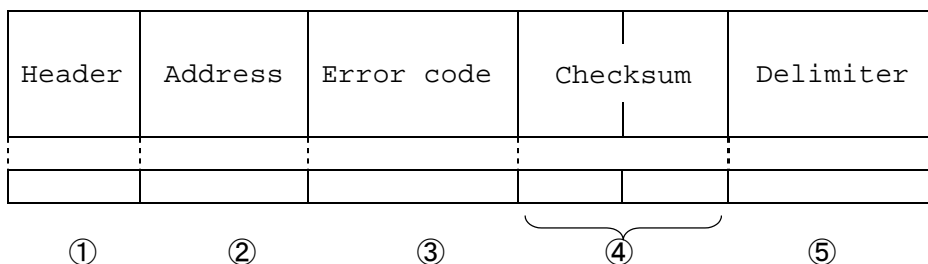 Header Address Error code Checksum Delimiter
① ② ③ ④ ⑤